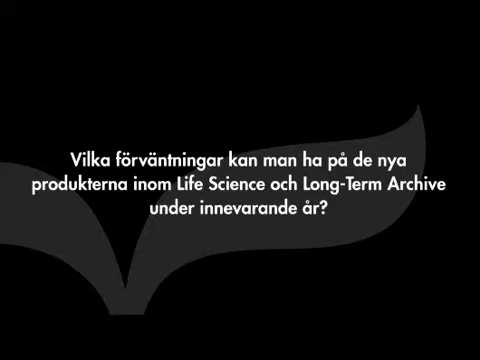 Vilka förväntningar kan man ha på de nya
produkterna inom Life Science och Long-Term Archive
under innevarande år?